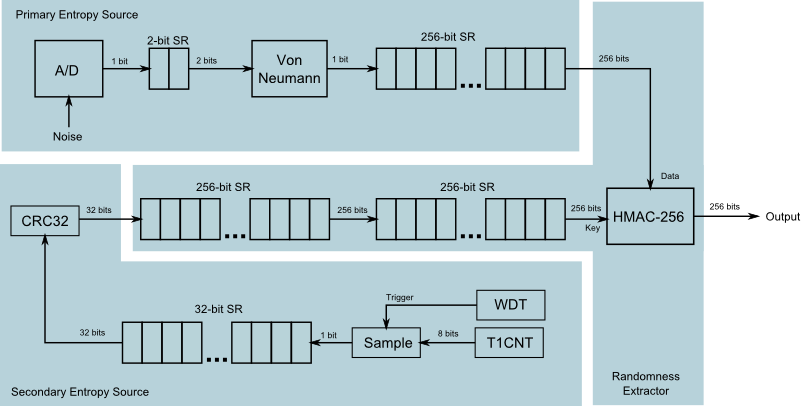 Primary Entropy Source
A/D
Noise
1 bit
2-bit SR
2 bits
Von
Neumann
1 bit
256-bit SR
...
256 bits
Data
CRC32
32 bits
256-bit SR
...
256 bits
256-bit SR
...
256 bits
Key
HMAC-256
256 bits
Output
32 bits
32-bit SR
...
1 bit
Sample
Trigger
WDT
8 bits
T1CNT
Secondary Entropy Source
Randomness
Extractor